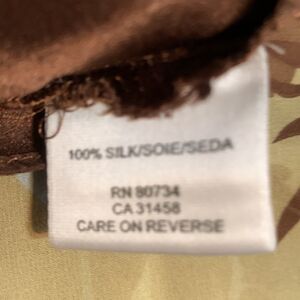 100% SILK/SOIE/SEDA
RN 80734
CA 31458
CARE ON REVERSE